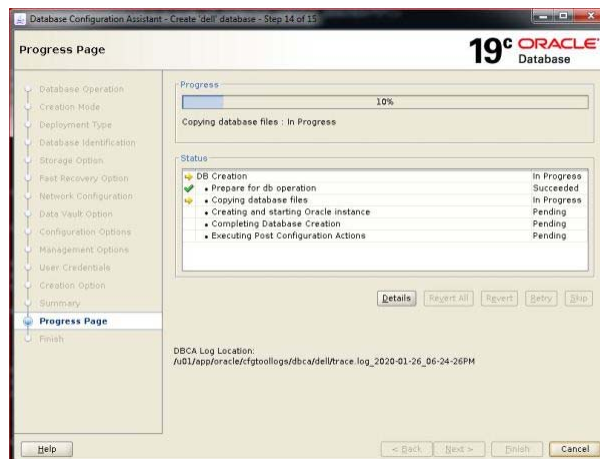 Database Configuration Assistant - Create 'dell' database - Step 14 of 15
Progress Page
19c ORACLE
Database
Database Operation
Creation Mode
Deployment Type
Database Identification
Storage Option
Fast Recovery Option
Network Configuration
Data Vault Option
Configuration Options
Management Options
User Credentials
Creation Option
Summary
Progress Page
Finish
Progress
10%
Copying database files : In Progress
Status
DB Creation In Progress
• Prepare for db operation Succeeded
• Copying database files In Progress
• Creating and starting Oracle instance Pending
• Completing Database Creation Pending
• Executing Post Configuration Actions Pending
Details Revert All Revert Retry Skip
DBCA Log Location:
/u01/app/oracle/cfgtoollogs/dbca/dell/trace.log_2020-01-26_06-24-26PM
Help < Back Next > Finish Cancel